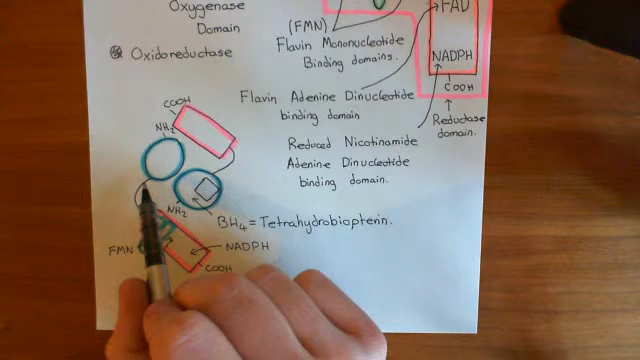 Oxygenase
Domain
Oxidoreductase
(FMN)
Flavin Mononucleotide
Binding domains.
FAD
NADPH
COOH
Reductase
domain.
Flavin Adenine Dinucleotide
binding domain
Reduced Nicotinamide
Adenine Dinucleotide
binding domain.
COOH
NH2
NH2
BH4 = Tetrahydrobiopterin.
FMN
NADPH
COOH